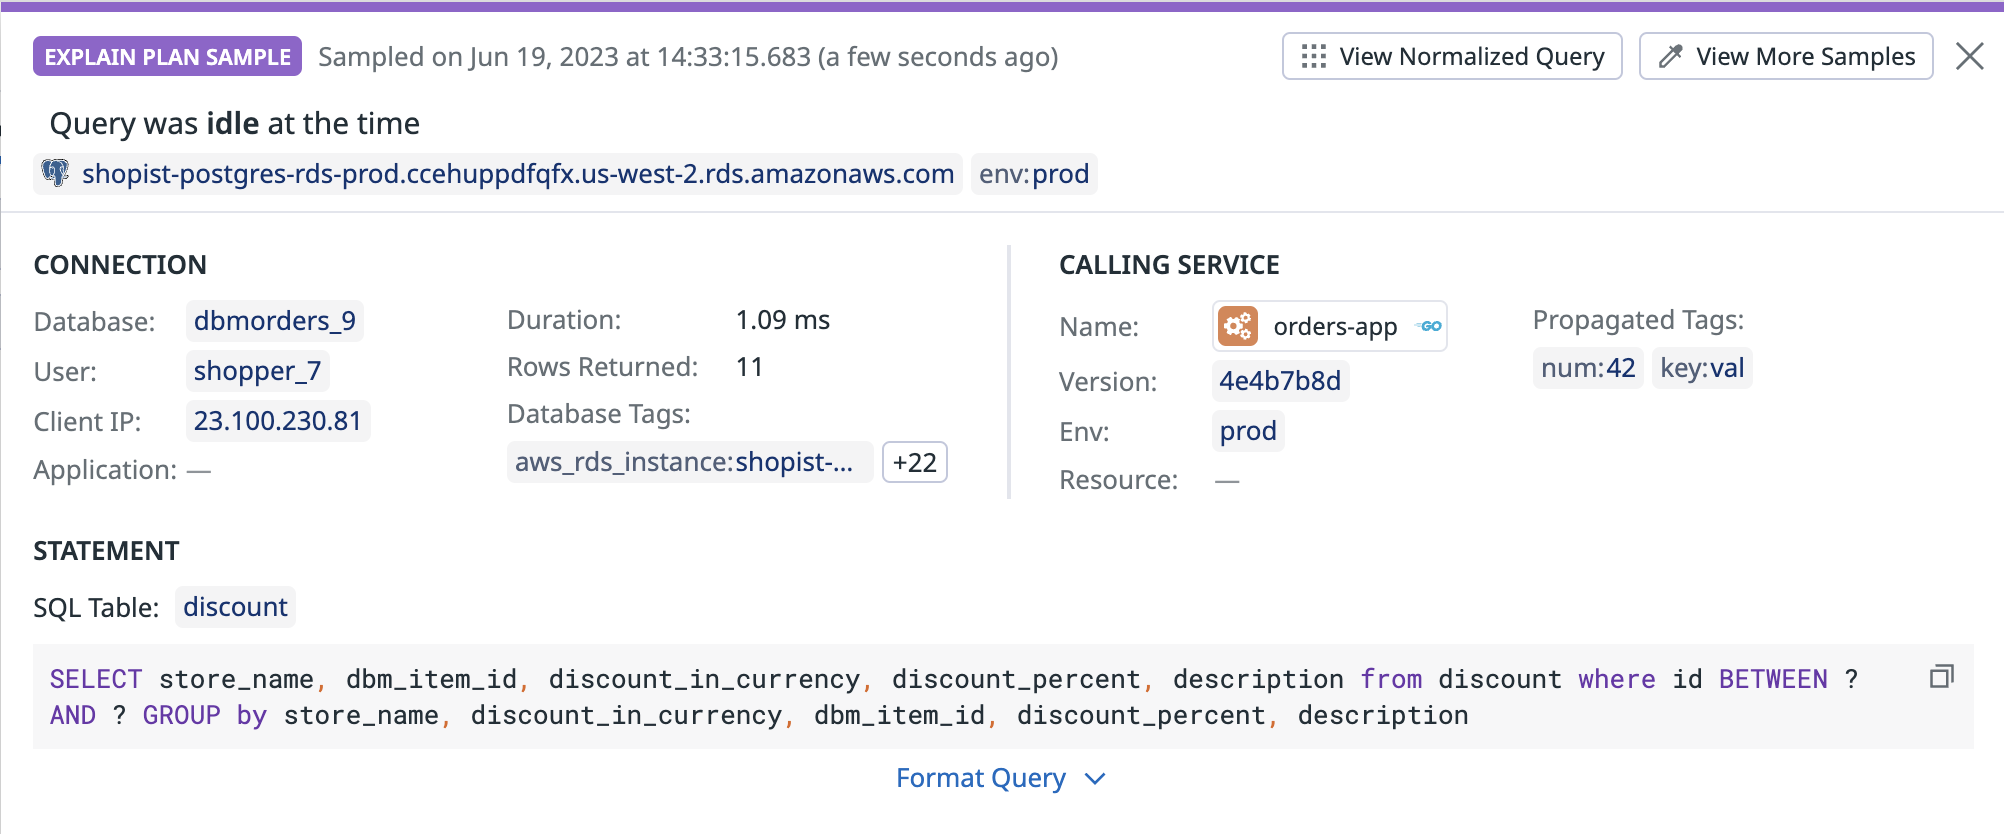 EXPLAIN PLAN SAMPLE Sampled on Jun 19, 2023 at 14:33:15.683 (a few seconds ago) View Normalized Query View More Samples
Query was idle at the time
shopist-postgres-rds-prod.ccehuppdfqfx.us-west-2.rds.amazonaws.com env:prod
CONNECTION
Database: dbmorders_9
User: shopper_7
Client IP: 23.100.230.81
Application: —
Duration: 1.09 ms
Rows Returned: 11
Database Tags:
aws_rds_instance:shopist-... +22
CALLING SERVICE
Name: orders-app GO
Version: 4e4b7b8d
Env: prod
Resource: —
Propagated Tags:
num:42 key:val
STATEMENT
SQL Table: discount
SELECT store_name, dbm_item_id, discount_in_currency, discount_percent, description from discount where id BETWEEN ?
AND ? GROUP by store_name, discount_in_currency, dbm_item_id, discount_percent, description
Format Query